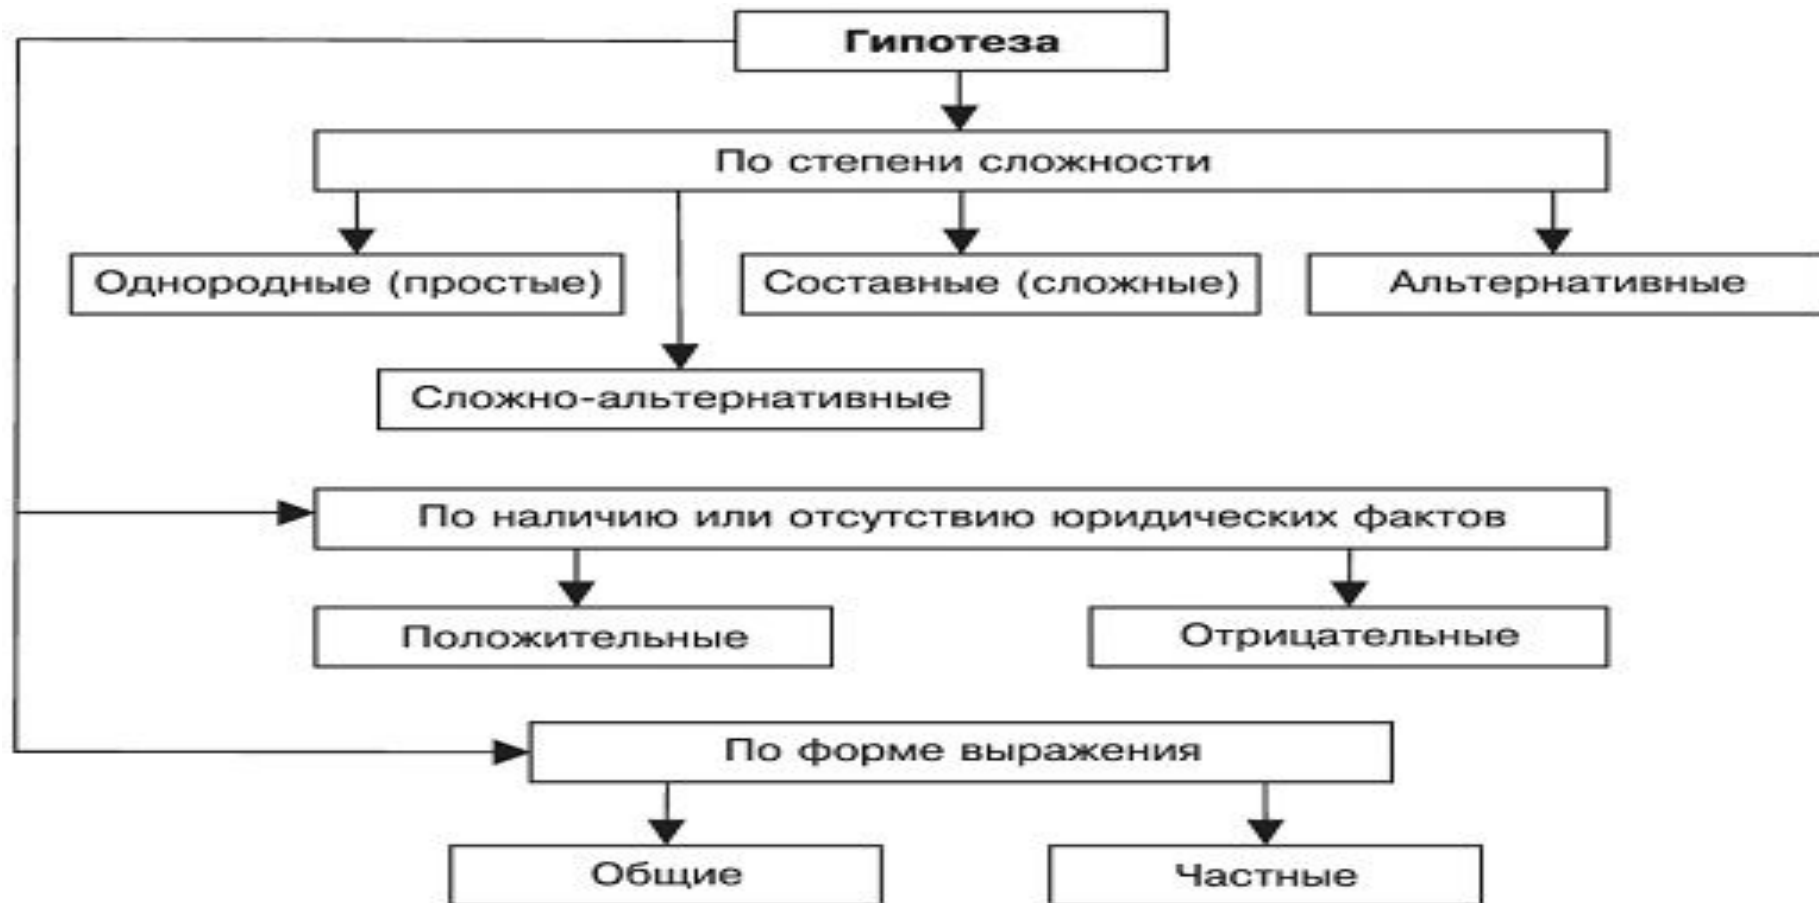 Гипотеза
По степени сложности
Однородные (простые)
Составные (сложные)
Альтернативные
Сложно-альтернативные
По наличию или отсутствию юридических фактов
Положительные
Отрицательные
По форме выражения
Общие
Частные